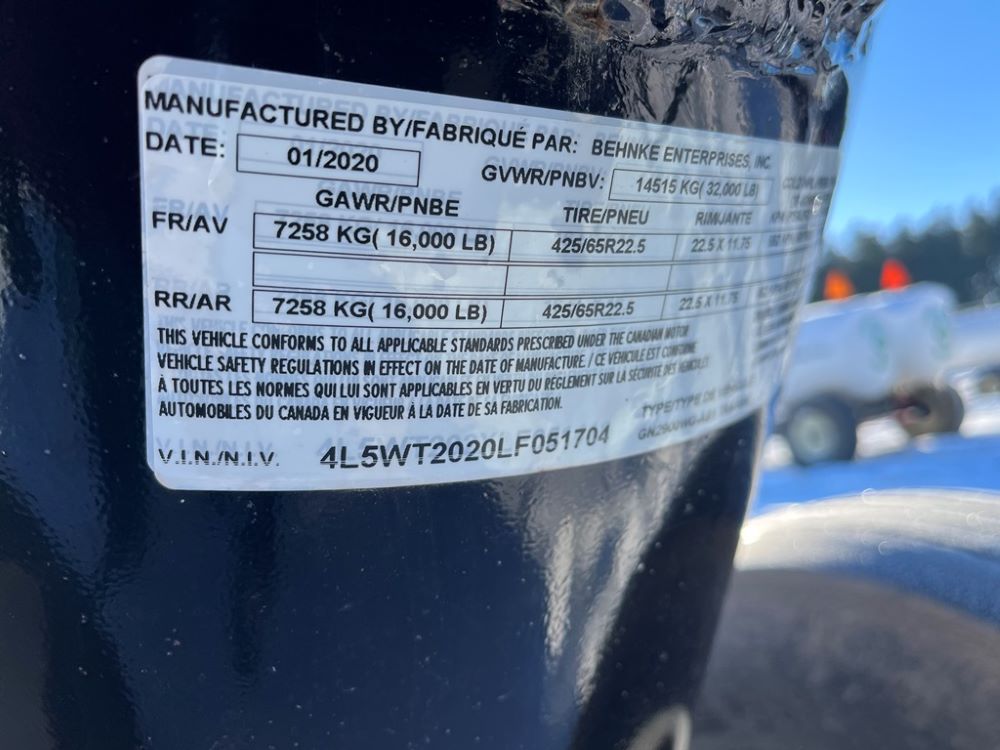 MANUFACTURED BY/FABRIQUÉ PAR: BEHNKE ENTERPRISES, INC.
DATE: 01/2020 GVWR/PNBV: 14515 KG( 32,000 LB)
GAWR/PNBE TIRE/PNEU RIM/JANTE
FR/AV 7258 KG( 16,000 LB) 425/65R22.5 22.5 X 11.75
RR/AR 7258 KG( 16,000 LB) 425/65R22.5 22.5 X 11.75
THIS VEHICLE CONFORMS TO ALL APPLICABLE STANDARDS PRESCRIBED UNDER THE CANADIAN MOTOR
VEHICLE SAFETY REGULATIONS IN EFFECT ON THE DATE OF MANUFACTURE. / CE VÉHICULE EST CONFORME
À TOUTES LES NORMES QUI LUI SONT APPLICABLES EN VERTU DU RÈGLEMENT SUR LA SÉCURITÉ DES VÉHICULES
AUTOMOBILES DU CANADA EN VIGUEUR À LA DATE DE SA FABRICATION.
TYPE/TYPE DE
V.I.N./N.I.V. 4L5WT2020LF051704